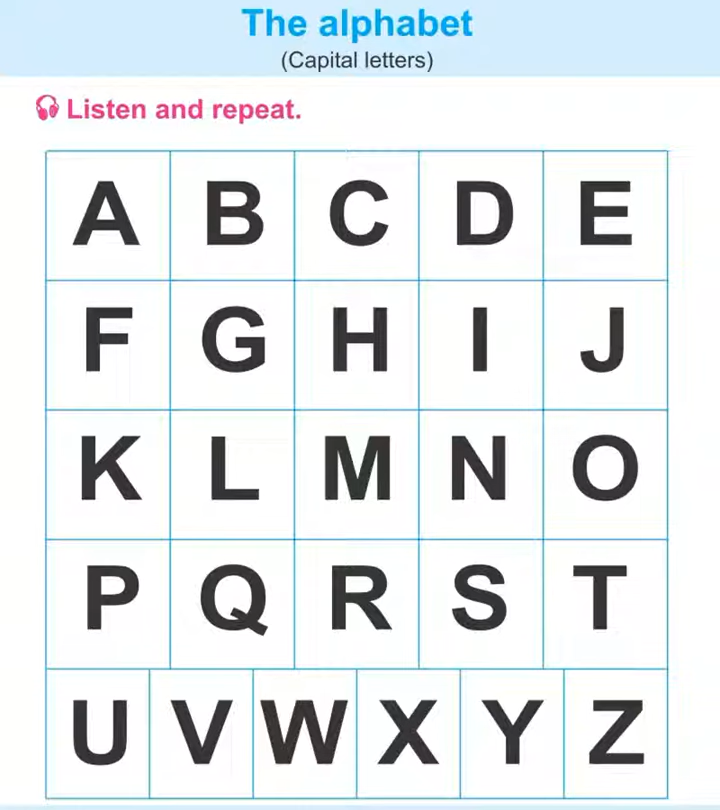 The alphabet
(Capital letters)
Listen and repeat.
A B C D E
F G H I J
K L M N O
P Q R S T
U V W X Y Z